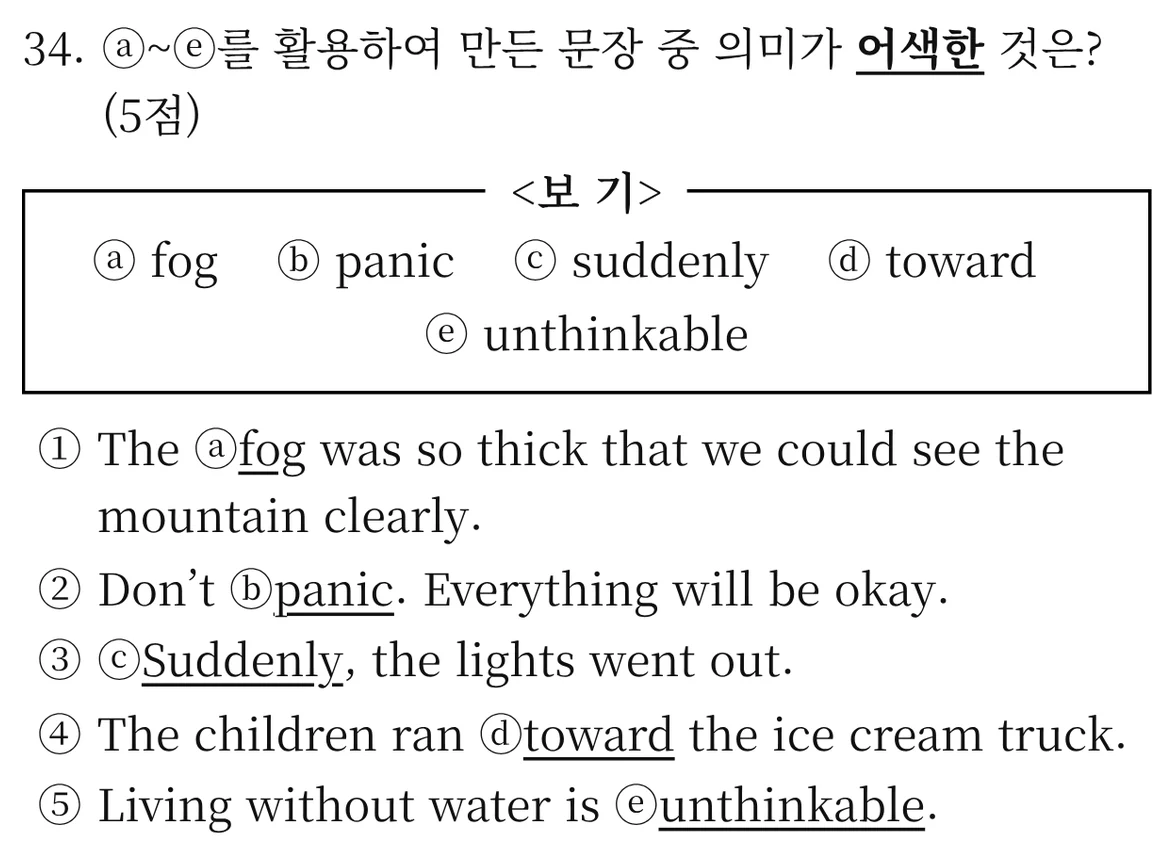 34. ⓐ~ⓔ를 활용하여 만든 문장 중 의미가 어색한 것은?
(5점)
<보 기>
ⓐ fog ⓑ panic ⓒ suddenly ⓓ toward
ⓔ unthinkable
① The ⓐfog was so thick that we could see the
mountain clearly.
② Don’t ⓑpanic. Everything will be okay.
③ ⓒSuddenly, the lights went out.
④ The children ran ⓓtoward the ice cream truck.
⑤ Living without water is ⓔunthinkable.